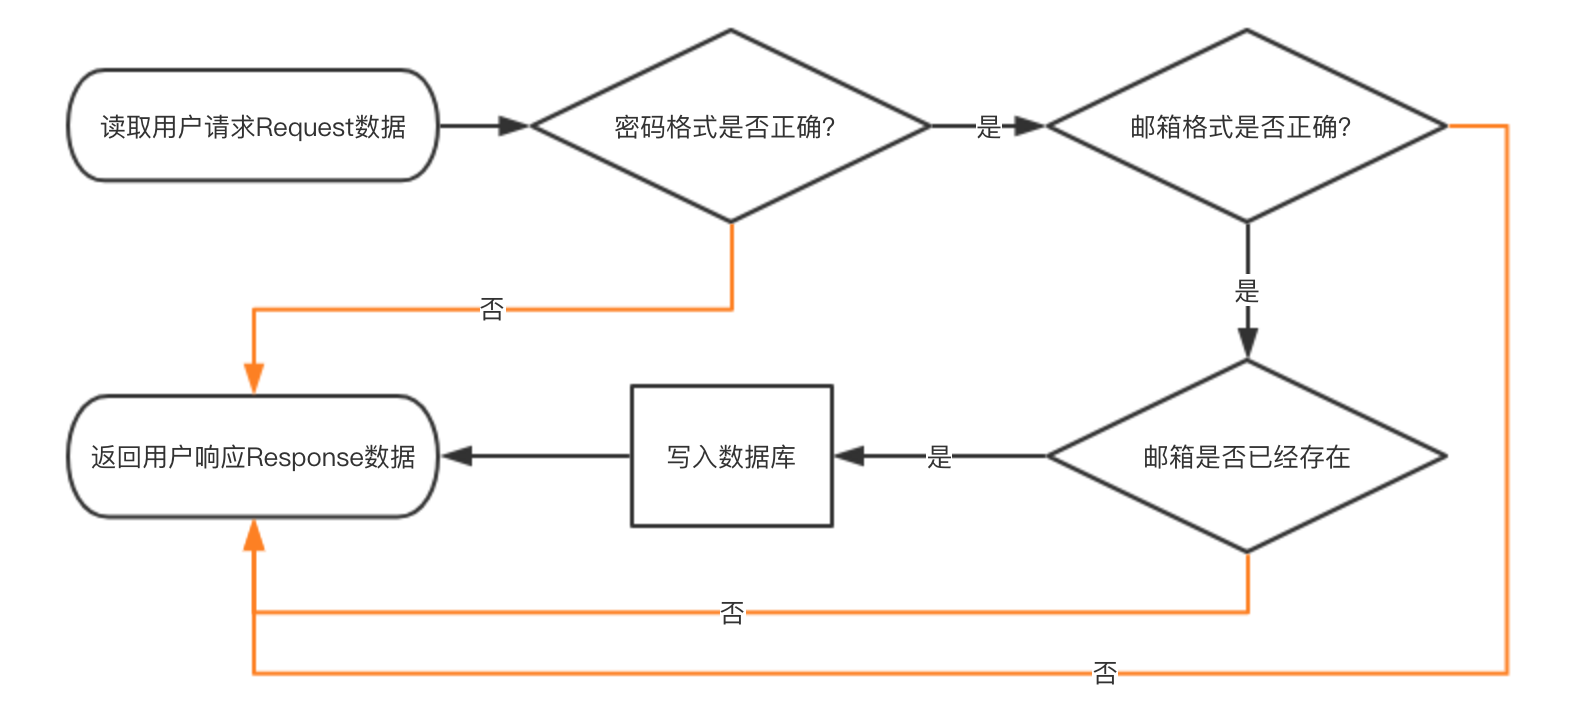 读取用户请求Request数据
密码格式是否正确?
是
邮箱格式是否正确?
是
否
返回用户响应Response数据
写入数据库
是
邮箱是否已经存在
否
否